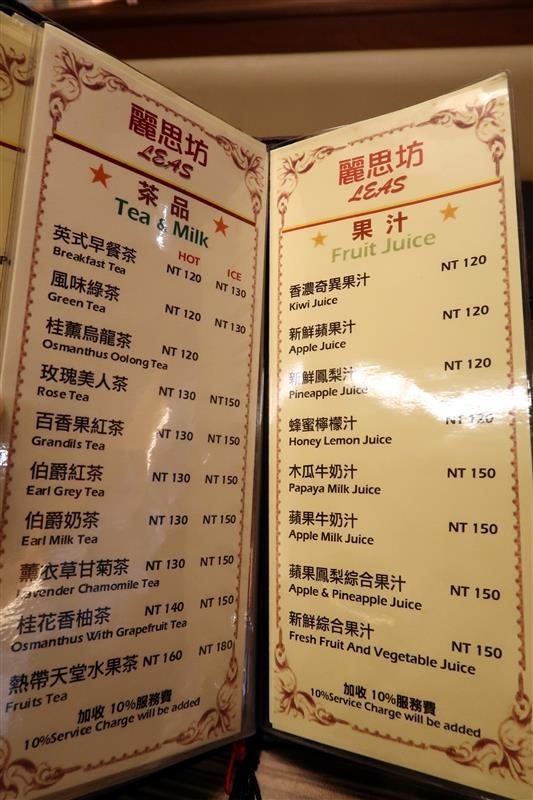 麗思坊
LEAS
茶品
Tea & Milk
HOT ICE
英式早餐茶 NT 120 NT 130
Breakfast Tea
風味綠茶 NT 120 NT 130
Green Tea
桂薰烏龍茶 NT 120
Osmanthus Oolong Tea
玫瑰美人茶 NT 130 NT150
Rose Tea
百香果紅茶 NT 130 NT 150
Grandils Tea
伯爵紅茶 NT 130 NT 150
Earl Grey Tea
伯爵奶茶 NT 130 NT 150
Earl Milk Tea
薰衣草甘菊茶 NT 130 NT 150
Lavender Chamomile Tea
桂花香柚茶 NT 140 NT 150
Osmanthus With Grapefruit Tea
熱帶天堂水果茶 NT 160 NT 180
Fruits Tea
加收 10%服務費
10%Service Charge will be added
麗思坊
LEAS
果汁
Fruit Juice
香濃奇異果汁 NT 120
Kiwi Juice
新鮮蘋果汁 NT 120
Apple Juice
新鮮鳳梨汁 NT 120
Pineapple Juice
蜂蜜檸檬汁 NT 120
Honey Lemon Juice
木瓜牛奶汁 NT 150
Papaya Milk Juice
蘋果牛奶汁 NT 150
Apple Milk Juice
蘋果鳳梨綜合果汁 NT 150
Apple & Pineapple Juice
新鮮綜合果汁 NT 150
Fresh Fruit And Vegetable Juice
加收 10%服務費
10%Service Charge will be added